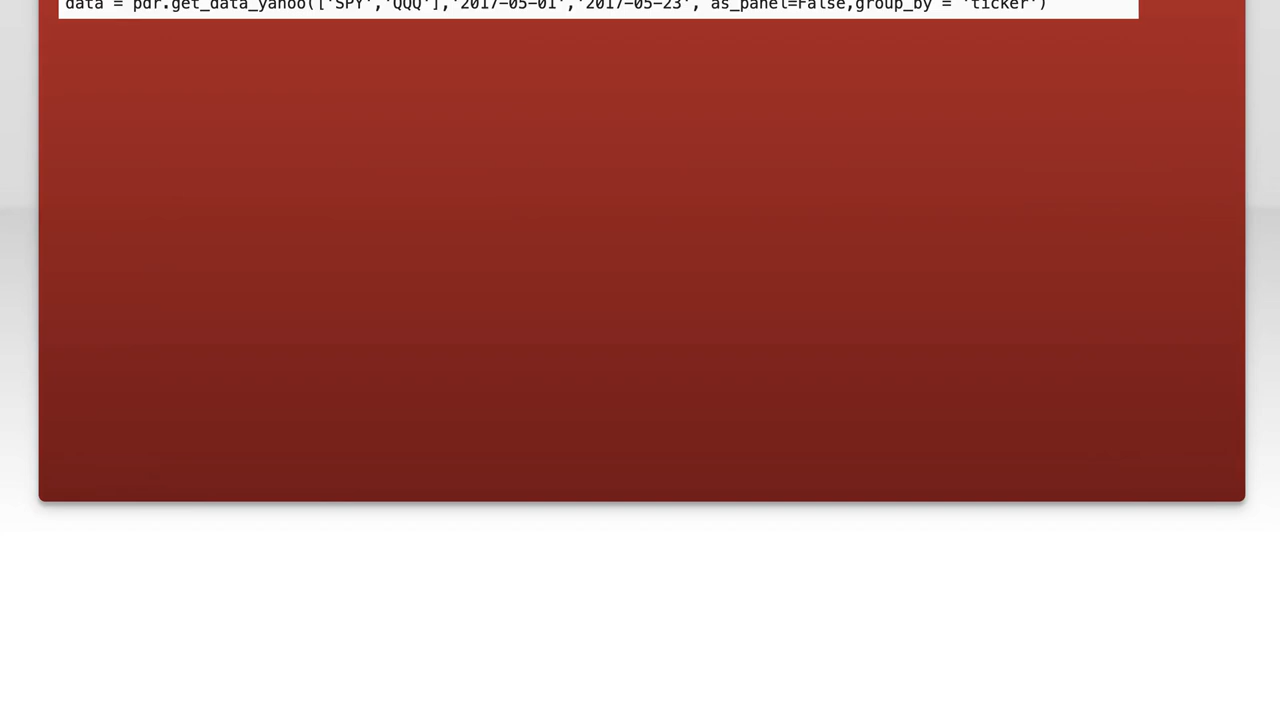 data = pdr.get_data_yahoo(['SPY','QQQ'],'2017-05-01','2017-05-23', as_panel=False,group_by = 'ticker')